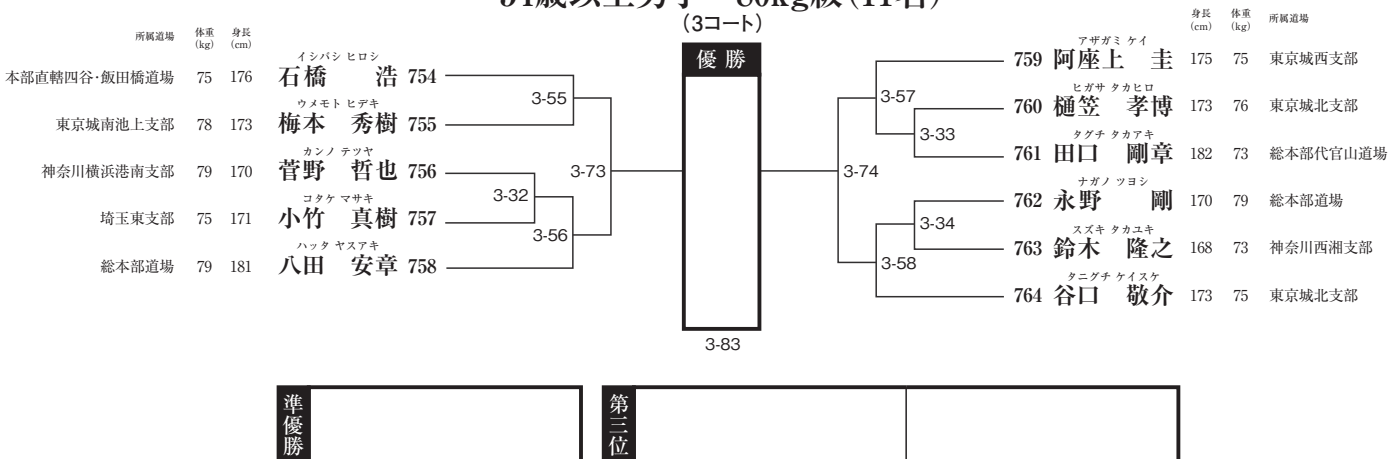 (3コート)
所属道場 体重(kg) 身長(cm)
優勝
身長(cm) 体重(kg) 所属道場
イシバシ ヒロシ
本部直轄四谷・飯田橋道場 75 176 石橋 浩 754
3-55
ウメモト ヒデキ
東京城南池上支部 78 173 梅本 秀樹 755
カンノ テツヤ
神奈川横浜港南支部 79 170 菅野 哲也 756
3-73
3-32
コタケ マサキ
埼玉東支部 75 171 小竹 真樹 757
3-56
ハッタ ヤスアキ
総本部道場 79 181 八田 安章 758
アザガミ ケイ
759 阿座上 圭 175 75 東京城西支部
3-57
ヒガサ タカヒロ
760 樋笠 孝博 173 76 東京城北支部
3-33
タグチ タカアキ
761 田口 剛章 182 73 総本部代官山道場
3-74
ナガノ ツヨシ
762 永野 剛 170 79 総本部道場
3-34
スズキ タカユキ
763 鈴木 隆之 168 73 神奈川西湘支部
3-58
タニグチ ケイスケ
764 谷口 敬介 173 75 東京城北支部
3-83
準優勝
第三位